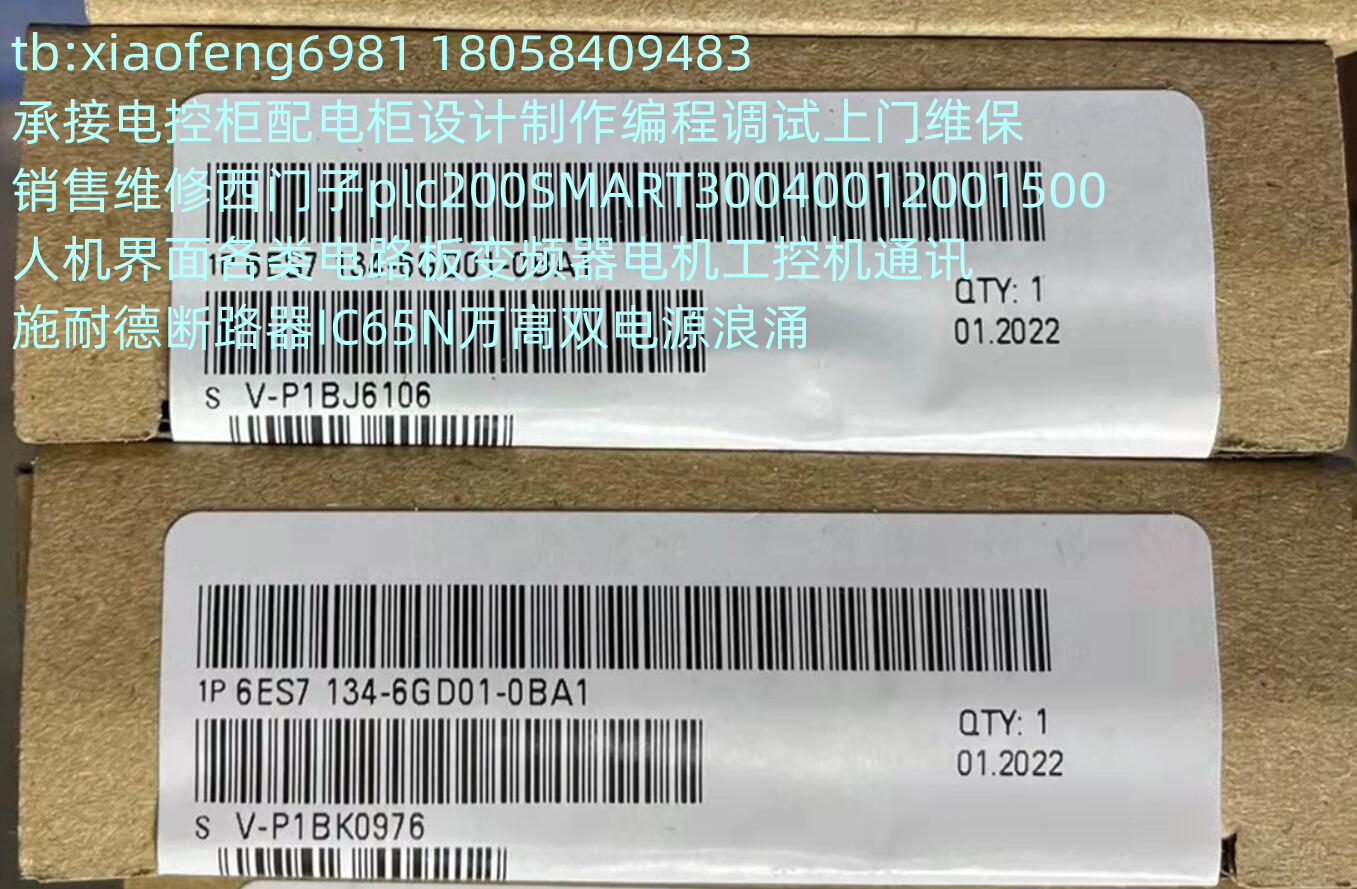 tb:xiaofeng6981 18058409483
承接电控柜配电柜设计制作编程调试上门维保
销售维修西门子plc200SMART30040012001500
人机界面各类电路板变频器电机工控机通讯
1P 6ES7 134-6GD01-0BA1
QTY: 1
施耐德断路器IC65N万高双电源浪涌
01.2022
S V-P1BJ6106
1P 6ES7 134-6GD01-0BA1
QTY: 1
01.2022
S V-P1BK0976